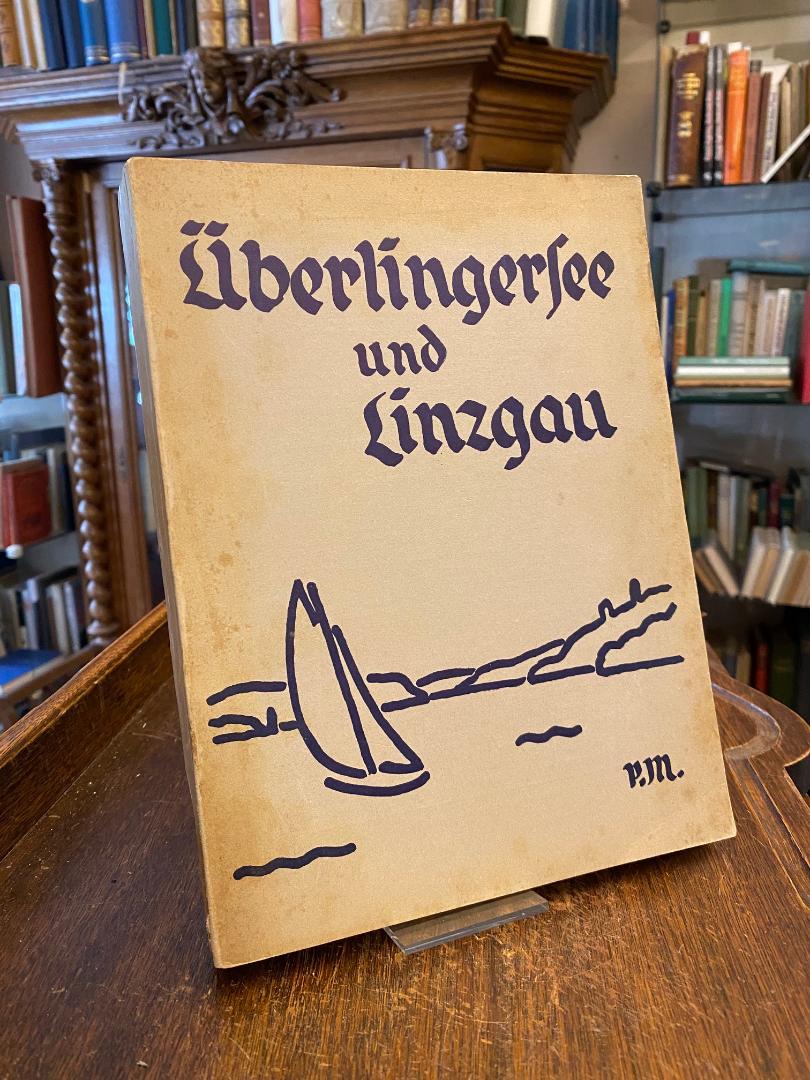 Überlingerſee
und
Linzgau
P.M.